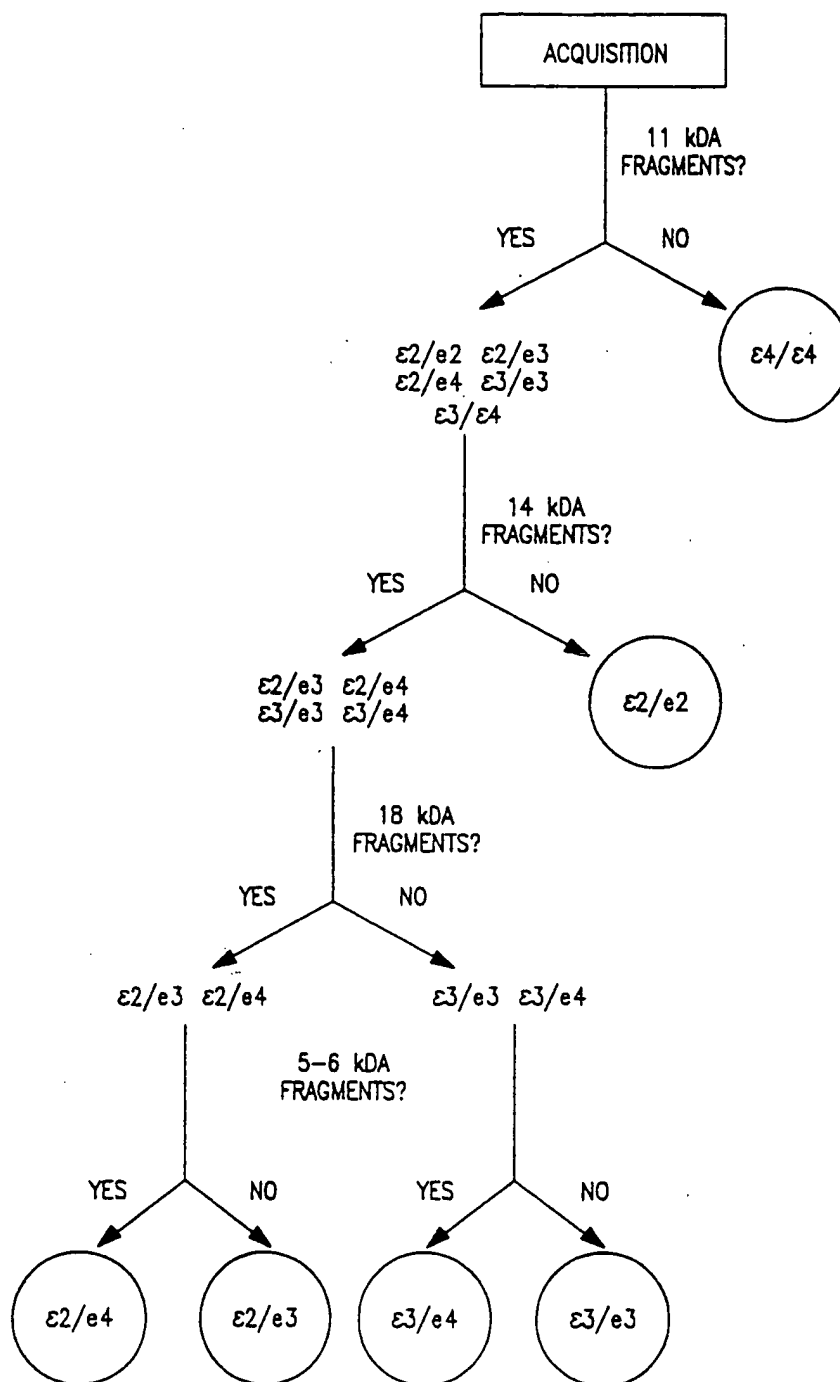 ACQUISITION
11 kDA
FRAGMENTS?
YES
NO
ε2/e2 ε2/e3
ε2/e4 ε3/e3
ε3/ε4
ε4/ε4
14 kDA
FRAGMENTS?
YES
NO
ε2/e3 ε2/e4
ε3/e3 ε3/e4
ε2/e2
18 kDA
FRAGMENTS?
YES
NO
ε2/e3 ε2/e4
ε3/e3 ε3/e4
5-6 kDA
FRAGMENTS?
YES
NO
YES
NO
ε2/e4
ε2/e3
ε3/e4
ε3/e3